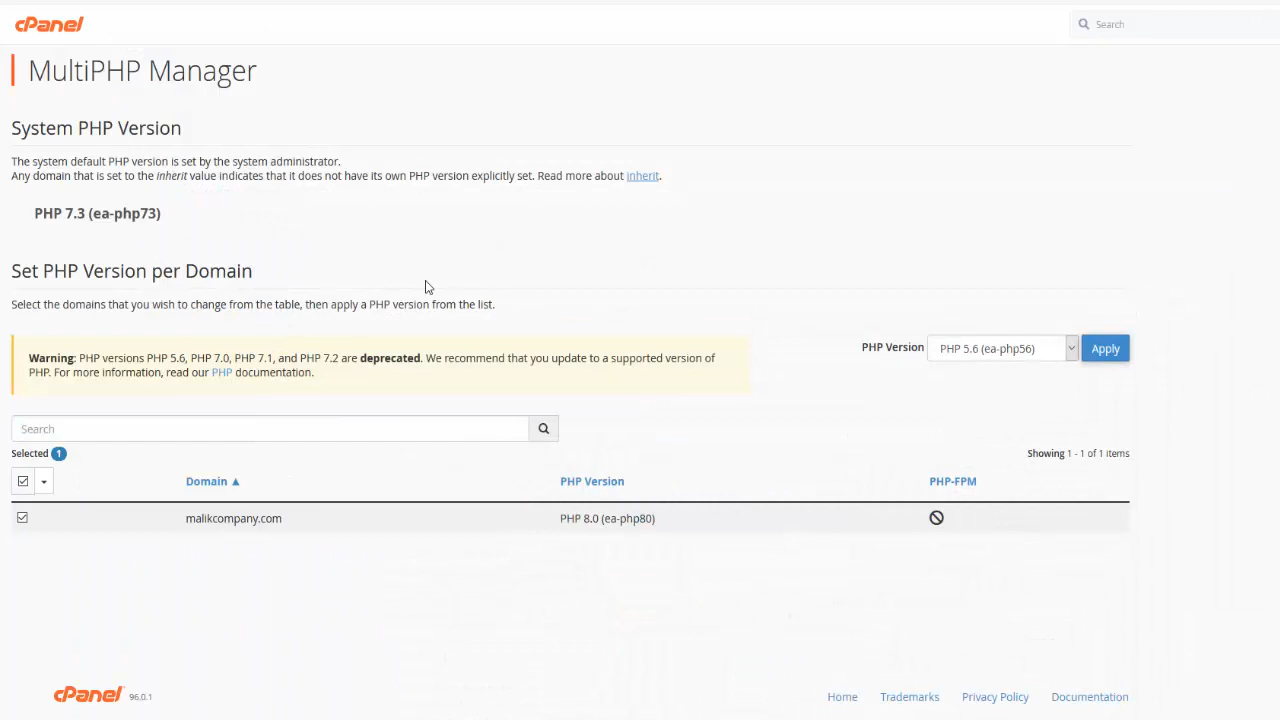 cPanel
Search
MultiPHP Manager
System PHP Version
The system default PHP version is set by the system administrator.
Any domain that is set to the inherit value indicates that it does not have its own PHP version explicitly set. Read more about inherit.
PHP 7.3 (ea-php73)
Set PHP Version per Domain
Select the domains that you wish to change from the table, then apply a PHP version from the list.
Warning: PHP versions PHP 5.6, PHP 7.0, PHP 7.1, and PHP 7.2 are deprecated. We recommend that you update to a supported version of
PHP. For more information, read our PHP documentation.
PHP Version PHP 5.6 (ea-php56) Apply
Search
Selected 1
Showing 1 - 1 of 1 items
Domain PHP Version PHP-FPM
malikcompany.com PHP 8.0 (ea-php80)
cPanel 96.0.1
Home Trademarks Privacy Policy Documentation